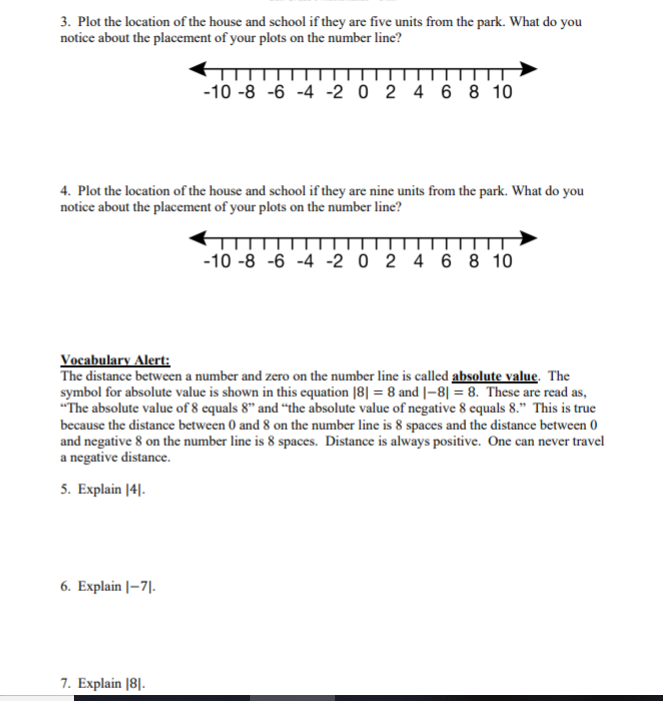 3. Plot the location of the house and school if they are five units from the park. What do you
notice about the placement of your plots on the number line?
-10 -8 -6 -4 -2 0 2 4 6 8 10
4. Plot the location of the house and school if they are nine units from the park. What do you
notice about the placement of your plots on the number line?
-10 -8 -6 -4 -2 0 2 4 6 8 10
Vocabulary Alert:
The distance between a number and zero on the number line is called absolute value. The
symbol for absolute value is shown in this equation |8| = 8 and |−8| = 8. These are read as,
“The absolute value of 8 equals 8” and “the absolute value of negative 8 equals 8.” This is true
because the distance between 0 and 8 on the number line is 8 spaces and the distance between 0
and negative 8 on the number line is 8 spaces. Distance is always positive. One can never travel
a negative distance.
5. Explain |4|.
6. Explain |−7|.
7. Explain |8|.